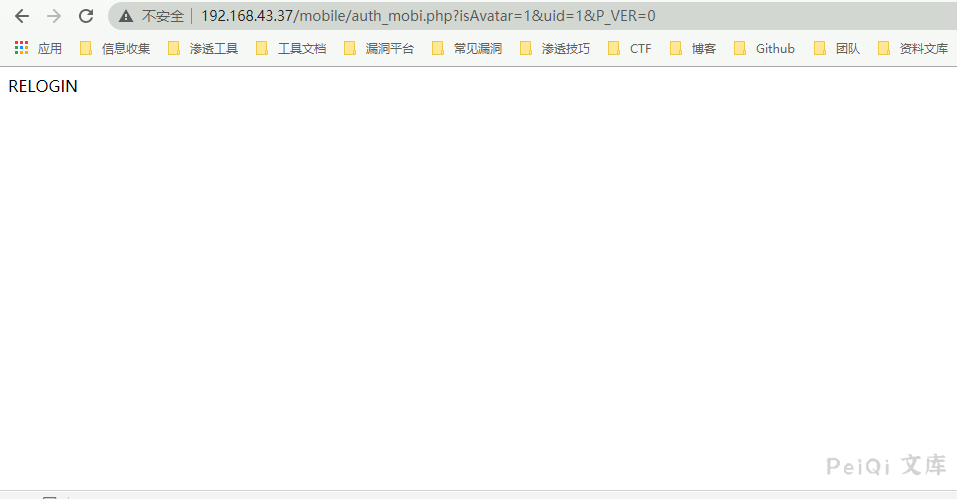 不安全 192.168.43.37/mobile/auth_mobi.php?isAvatar=1&uid=1&P_VER=0
应用 信息收集 渗透工具 工具文档 漏洞平台 常见漏洞 渗透技巧 CTF 博客 Github 团队 资料文库
RELOGIN
PeiQi 文库